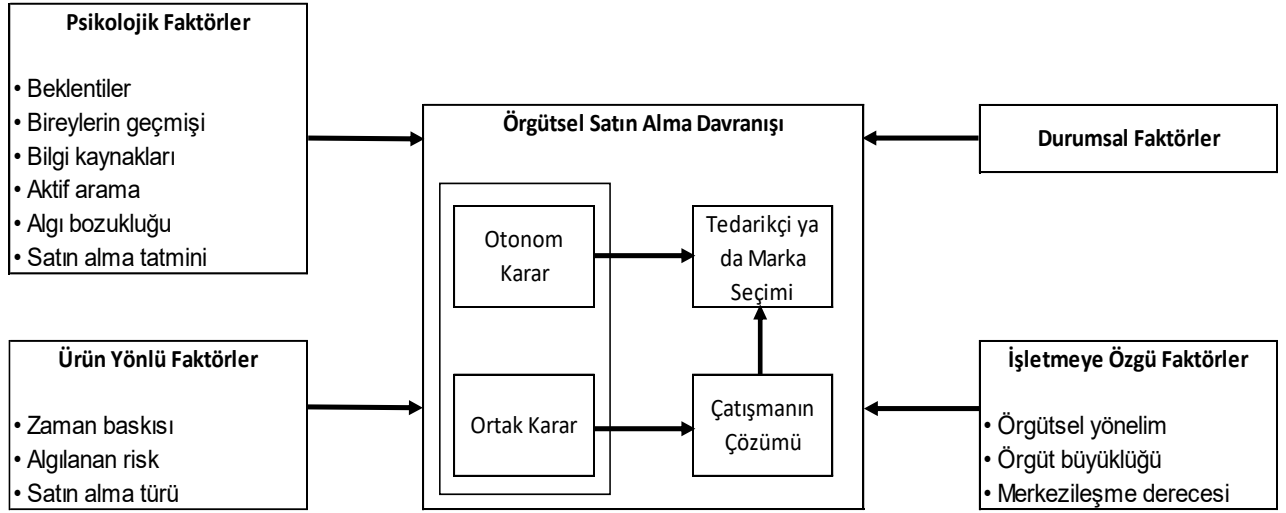 Psikolojik Faktörler
• Beklentiler
• Bireylerin geçmişi
• Bilgi kaynakları
• Aktif arama
• Algı bozukluğu
• Satın alma tatmini
Ürün Yönlü Faktörler
• Zaman baskısı
• Algılanan risk
• Satın alma türü
Örgütsel Satın Alma Davranışı
Otonom
Karar
Tedarikçi ya
da Marka
Seçimi
Ortak Karar
Çatışmanın
Çözümü
Durumsal Faktörler
İşletmeye Özgü Faktörler
• Örgütsel yönelim
• Örgüt büyüklüğü
• Merkezileşme derecesi